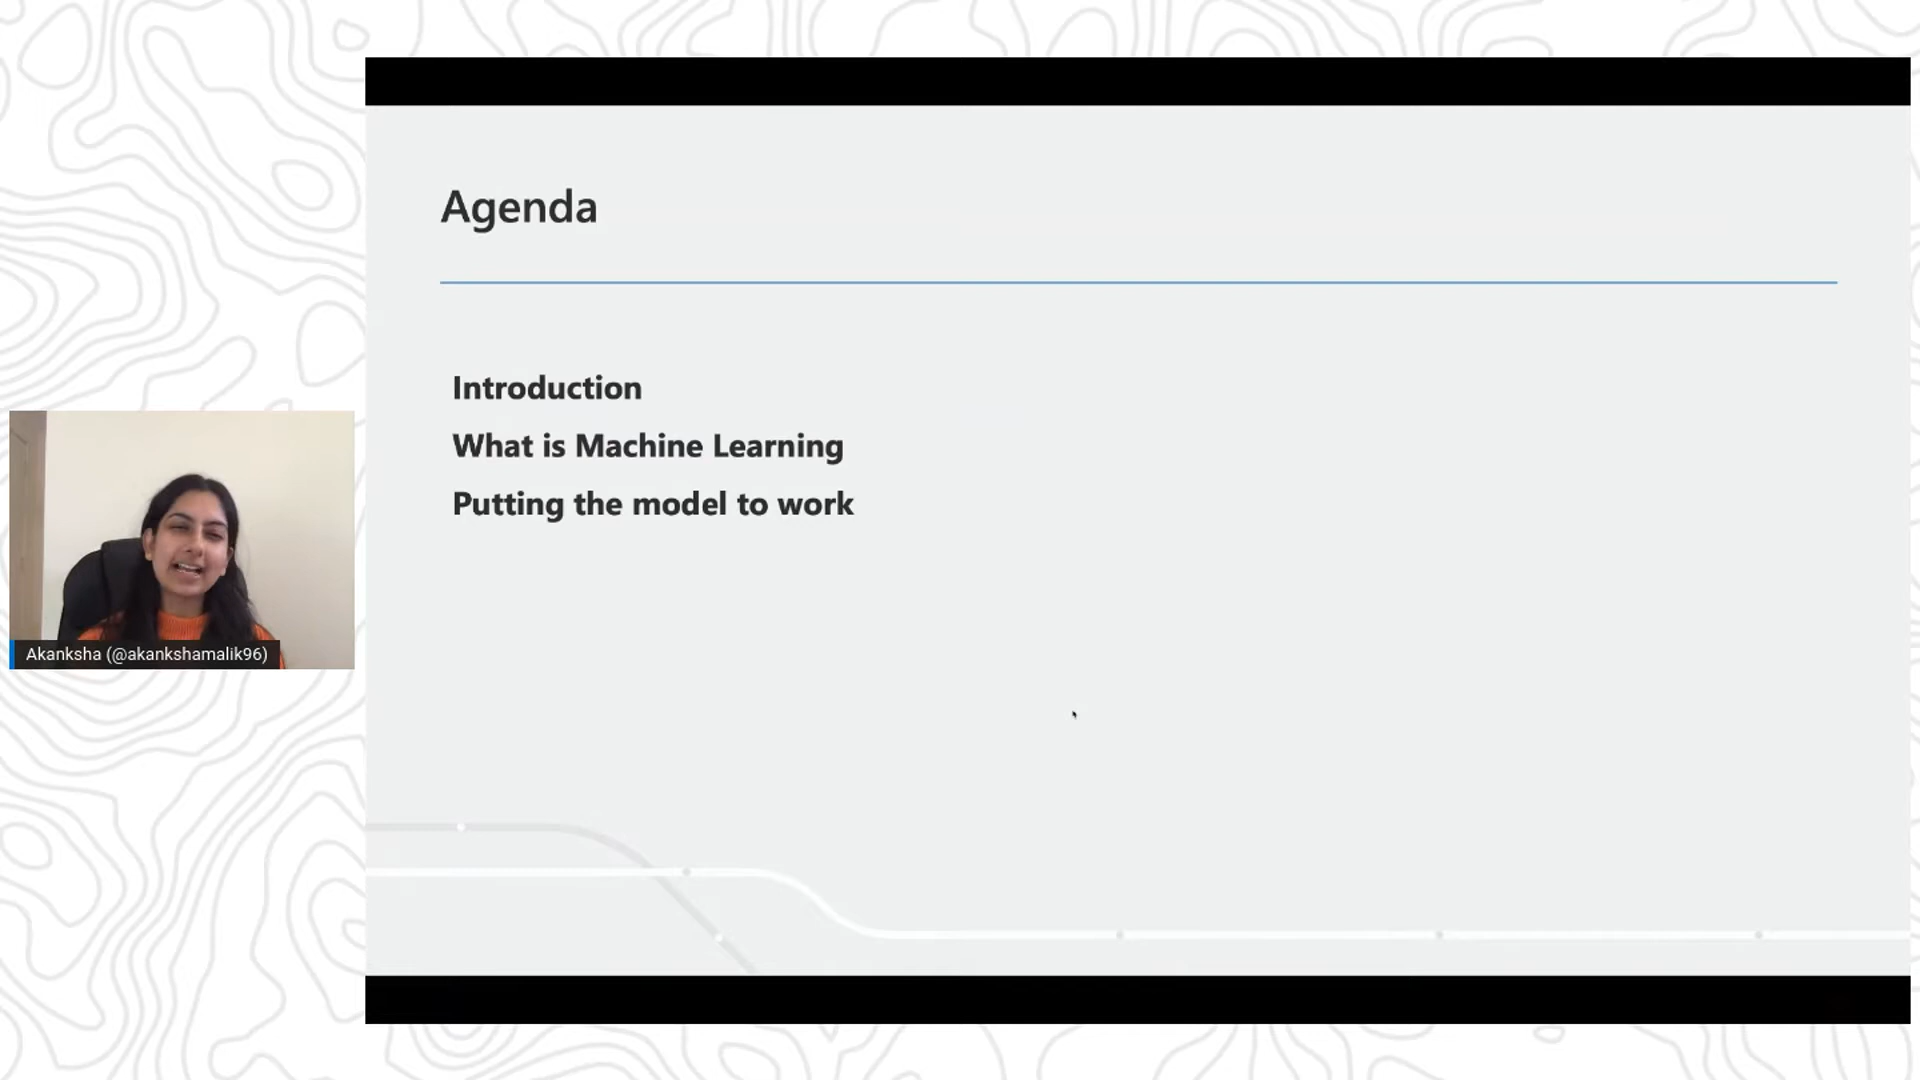 Agenda
Introduction
What is Machine Learning
Putting the model to work
Akanksha (@akankshamalik96)